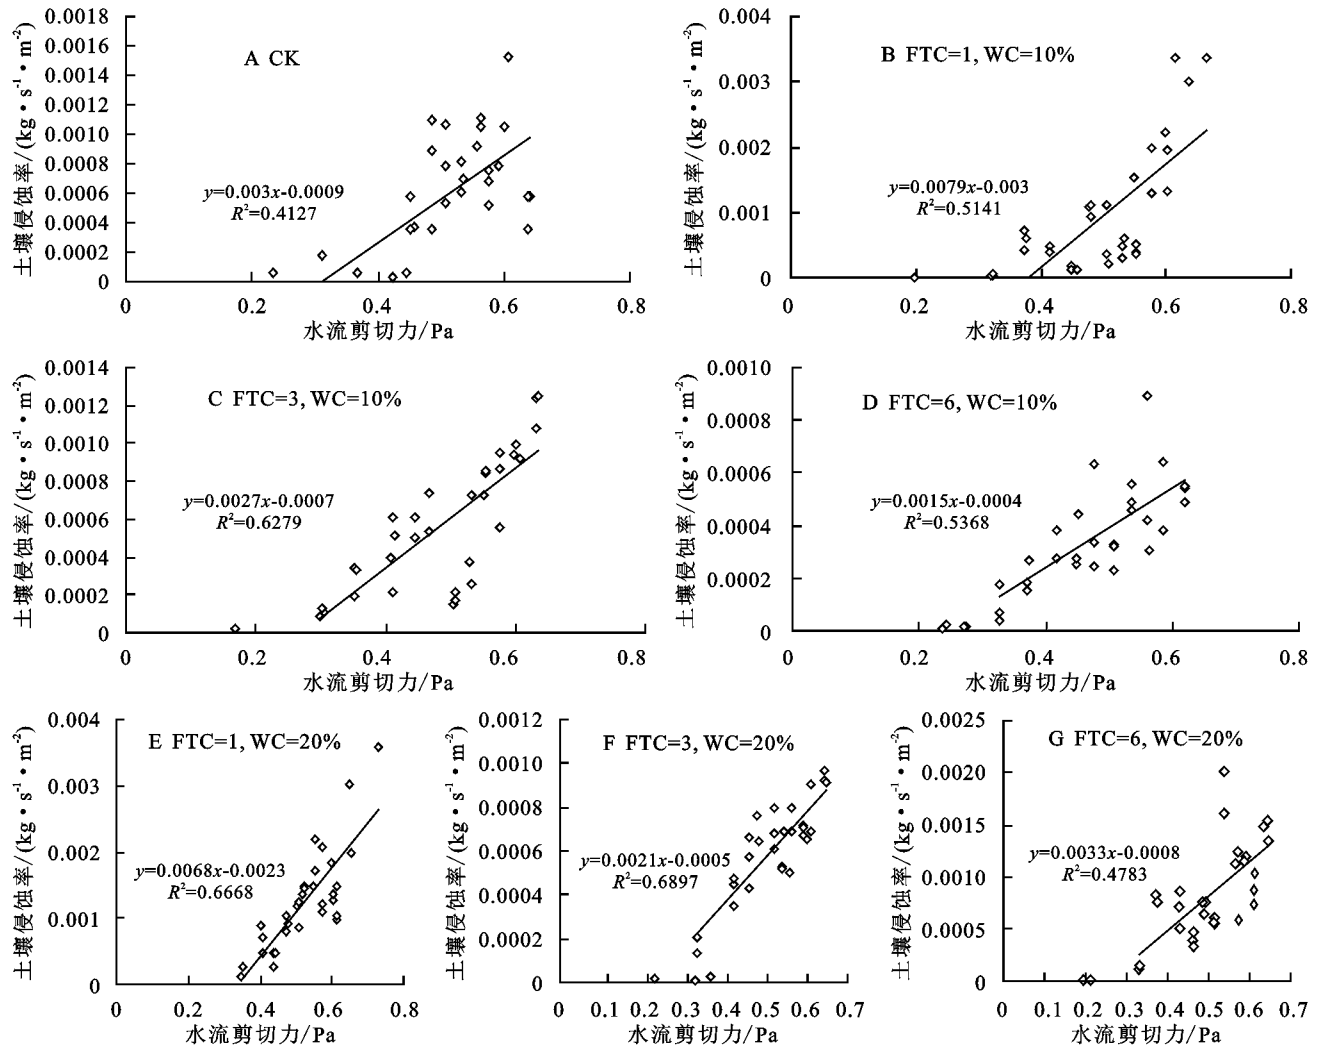 A CK
y=0.003x-0.0009
R²=0.4127
土壤侵蚀率/(kg·s⁻¹·m⁻²)
0.0018
0.0016
0.0014
0.0012
0.0010
0.0008
0.0006
0.0004
0.0002
0
0 0.2 0.4 0.6 0.8
水流剪切力/Pa
B FTC=1, WC=10%
y=0.0079x-0.003
R²=0.5141
土壤侵蚀率/(kg·s⁻¹·m⁻²)
0.004
0.003
0.002
0.001
0
0 0.2 0.4 0.6 0.8
水流剪切力/Pa
C FTC=3, WC=10%
y=0.0027x-0.0007
R²=0.6279
土壤侵蚀率/(kg·s⁻¹·m⁻²)
0.0014
0.0012
0.0010
0.0008
0.0006
0.0004
0.0002
0
0 0.2 0.4 0.6 0.8
水流剪切力/Pa
D FTC=6, WC=10%
y=0.0015x-0.0004
R²=0.5368
土壤侵蚀率/(kg·s⁻¹·m⁻²)
0.0010
0.0008
0.0006
0.0004
0.0002
0
0 0.2 0.4 0.6 0.8
水流剪切力/Pa
E FTC=1, WC=20%
y=0.0068x-0.0023
R²=0.6668
土壤侵蚀率/(kg·s⁻¹·m⁻²)
0.004
0.003
0.002
0.001
0
0 0.2 0.4 0.6 0.8
水流剪切力/Pa
F FTC=3, WC=20%
y=0.0021x-0.0005
R²=0.6897
土壤侵蚀率/(kg·s⁻¹·m⁻²)
0.0012
0.0010
0.0008
0.0006
0.0004
0.0002
0
0 0.1 0.2 0.3 0.4 0.5 0.6 0.7
水流剪切力/Pa
G FTC=6, WC=20%
y=0.0033x-0.0008
R²=0.4783
土壤侵蚀率/(kg·s⁻¹·m⁻²)
0.0025
0.0020
0.0015
0.0010
0.0005
0
0 0.1 0.2 0.3 0.4 0.5 0.6 0.7
水流剪切力/Pa